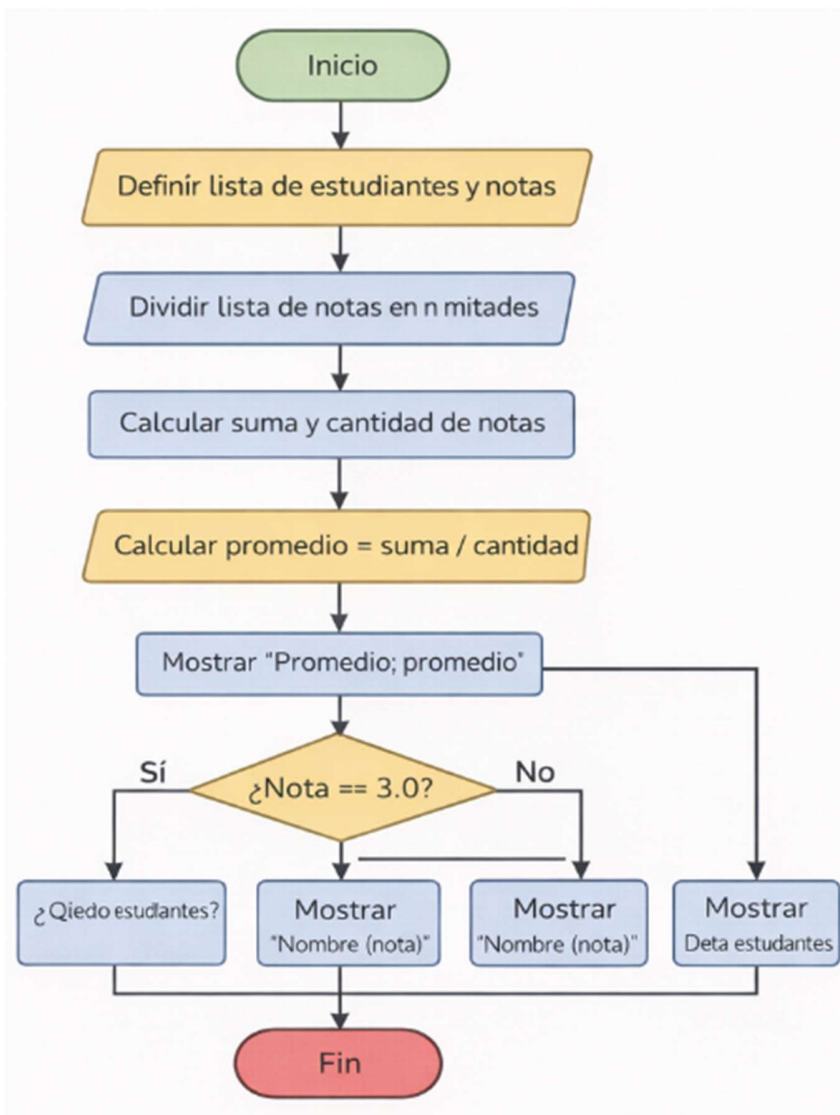 Inicio
Definír lista de estudiantes y notas
Dividir lista de notas en n mitades
Calcular suma y cantidad de notas
Calcular promedio = suma / cantidad
Mostrar "Promedio; promedio"
Sí
¿Nota == 3.0?
No
¿Qiedo estudlantes?
Mostrar
"Nombre (nota)"
Mostrar
"Nombre (nota)"
Mostrar
Deta estudantes
Fin